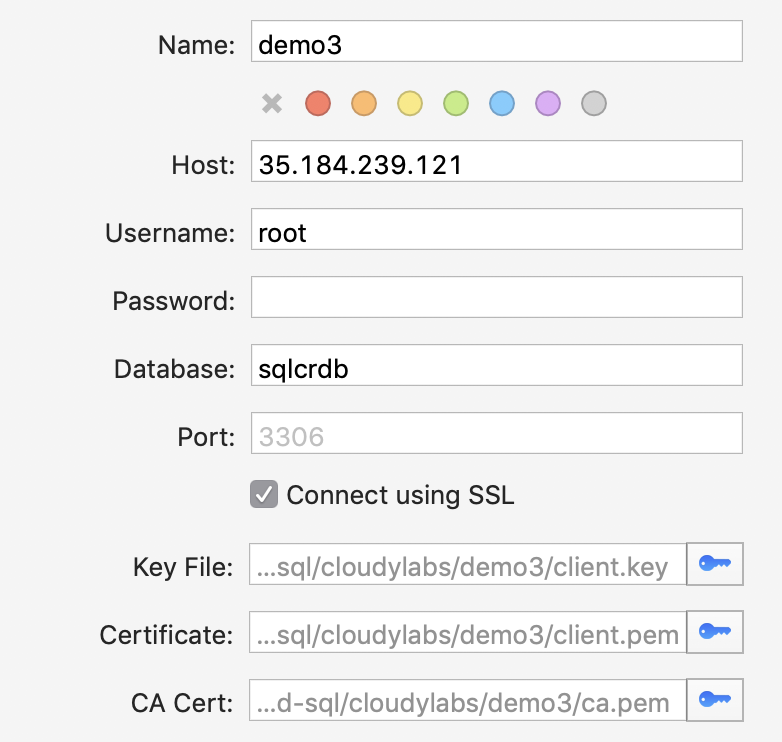 Name: demo3
Host: 35.184.239.121
Username: root
Password:
Database: sqlcrdb
Port: 3306
Connect using SSL
Key File: ...sql/cloudylabs/demo3/client.key
Certificate: ...sql/cloudylabs/demo3/client.pem
CA Cert: ...d-sql/cloudylabs/demo3/ca.pem